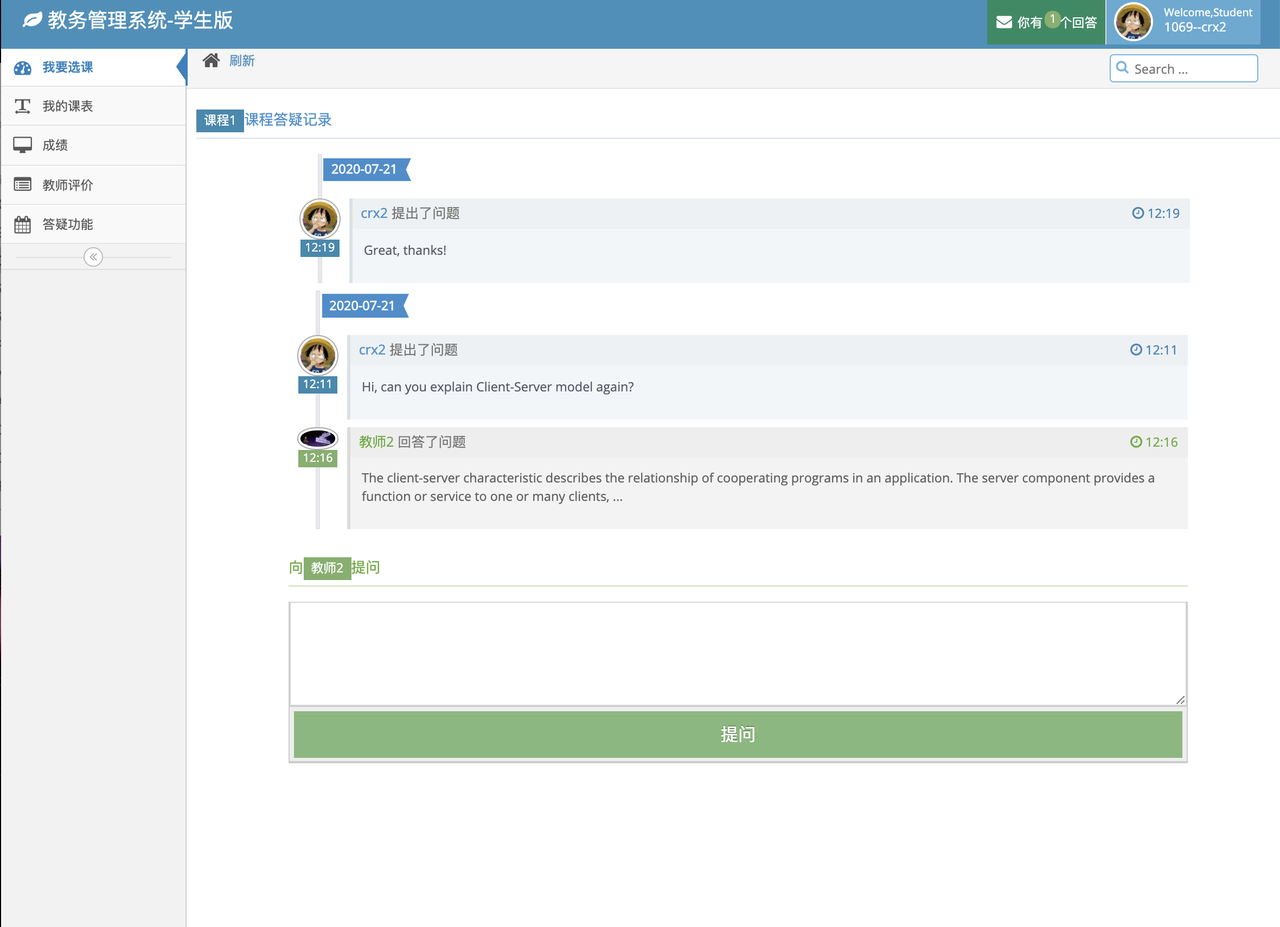 教务管理系统-学生版
你有1个回答
Welcome,Student
1069--crx2
我要选课
我的课表
成绩
教师评价
答疑功能
刷新
Search ...
课程1课程答疑记录
2020-07-21
crx2 提出了问题 12:19
12:19
Great, thanks!
2020-07-21
crx2 提出了问题 12:11
12:11
Hi, can you explain Client-Server model again?
教师2 回答了问题 12:16
12:16
The client-server characteristic describes the relationship of cooperating programs in an application. The server component provides a
function or service to one or many clients, ...
向教师2提问
提问